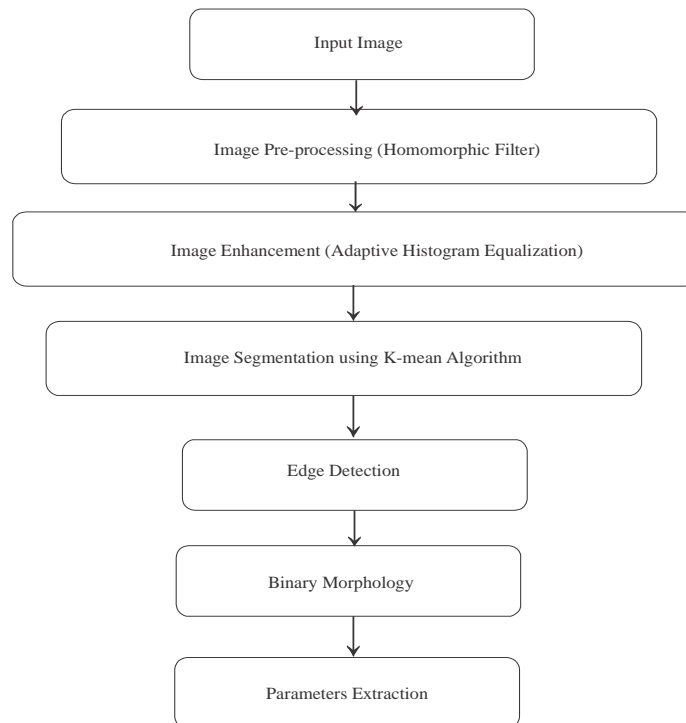 Input Image
Image Pre-processing (Homomorphic Filter)
Image Enhancement (Adaptive Histogram Equalization)
Image Segmentation using K-mean Algorithm
Edge Detection
Binary Morphology
Parameters Extraction